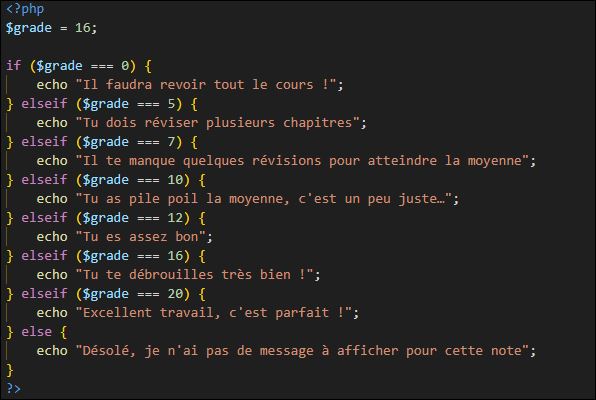 <?php
$grade = 16;
if ($grade === 0) {
    echo "Il faudra revoir tout le cours !";
} elseif ($grade === 5) {
    echo "Tu dois réviser plusieurs chapitres";
} elseif ($grade === 7) {
    echo "Il te manque quelques révisions pour atteindre la moyenne";
} elseif ($grade === 10) {
    echo "Tu as pile poil la moyenne, c'est un peu juste…";
} elseif ($grade === 12) {
    echo "Tu es assez bon";
} elseif ($grade === 16) {
    echo "Tu te débrouilles très bien !";
} elseif ($grade === 20) {
    echo "Excellent travail, c'est parfait !";
} else {
    echo "Désolé, je n'ai pas de message à afficher pour cette note";
}
?>